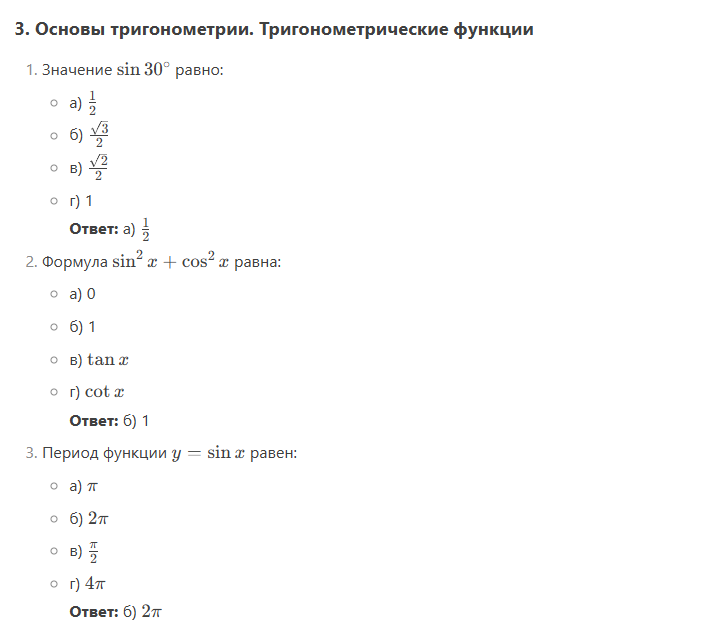 3. Основы тригонометрии. Тригонометрические функции
1. Значение sin 30° равно:
а) 1/2
б) √3/2
в) √2/2
г) 1
Ответ: а) 1/2
2. Формула sin² x + cos² x равна:
а) 0
б) 1
в) tan x
г) cot x
Ответ: б) 1
3. Период функции y = sin x равен:
а) π
б) 2π
в) π/2
г) 4π
Ответ: б) 2π